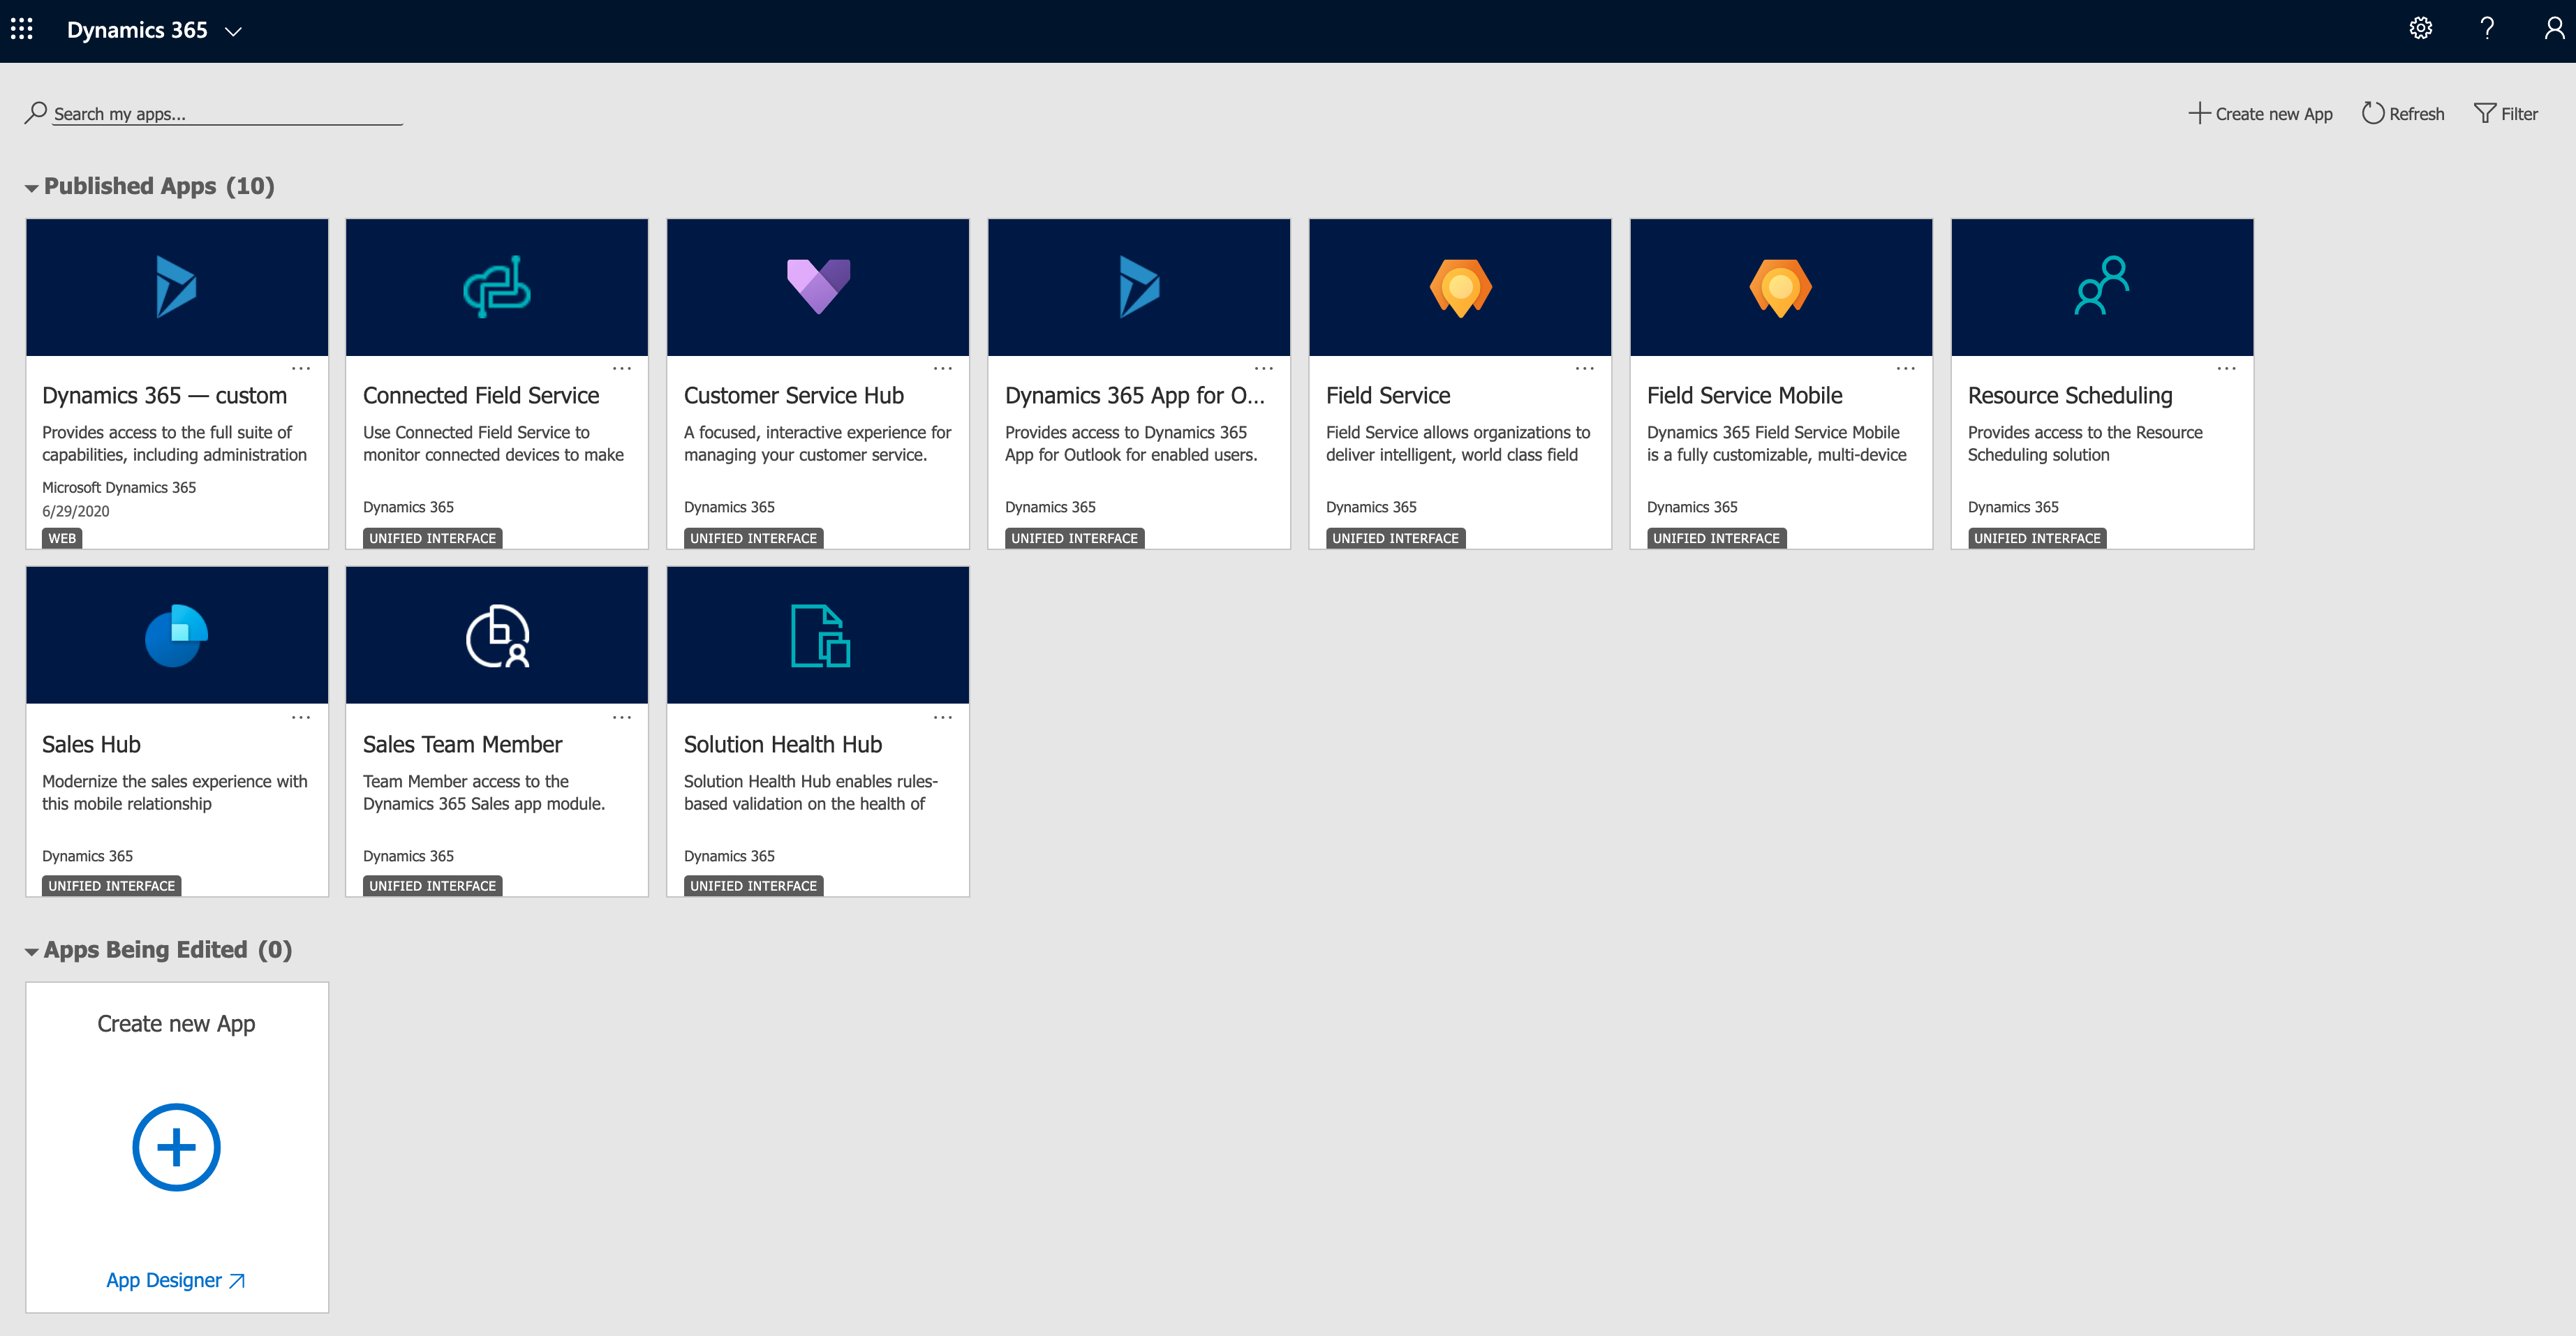 Dynamics 365
Search my apps...
Create new App
Refresh
Filter
Published Apps (10)
Dynamics 365 — custom
Provides access to the full suite of
capabilities, including administration
Microsoft Dynamics 365
6/29/2020
WEB
Connected Field Service
Use Connected Field Service to
monitor connected devices to make
Dynamics 365
UNIFIED INTERFACE
Customer Service Hub
A focused, interactive experience for
managing your customer service.
Dynamics 365
UNIFIED INTERFACE
Dynamics 365 App for O...
Provides access to Dynamics 365
App for Outlook for enabled users.
Dynamics 365
UNIFIED INTERFACE
Field Service
Field Service allows organizations to
deliver intelligent, world class field
Dynamics 365
UNIFIED INTERFACE
Field Service Mobile
Dynamics 365 Field Service Mobile
is a fully customizable, multi-device
Dynamics 365
UNIFIED INTERFACE
Resource Scheduling
Provides access to the Resource
Scheduling solution
Dynamics 365
UNIFIED INTERFACE
Sales Hub
Modernize the sales experience with
this mobile relationship
Dynamics 365
UNIFIED INTERFACE
Sales Team Member
Team Member access to the
Dynamics 365 Sales app module.
Dynamics 365
UNIFIED INTERFACE
Solution Health Hub
Solution Health Hub enables rules-
based validation on the health of
Dynamics 365
UNIFIED INTERFACE
Apps Being Edited (0)
Create new App
App Designer